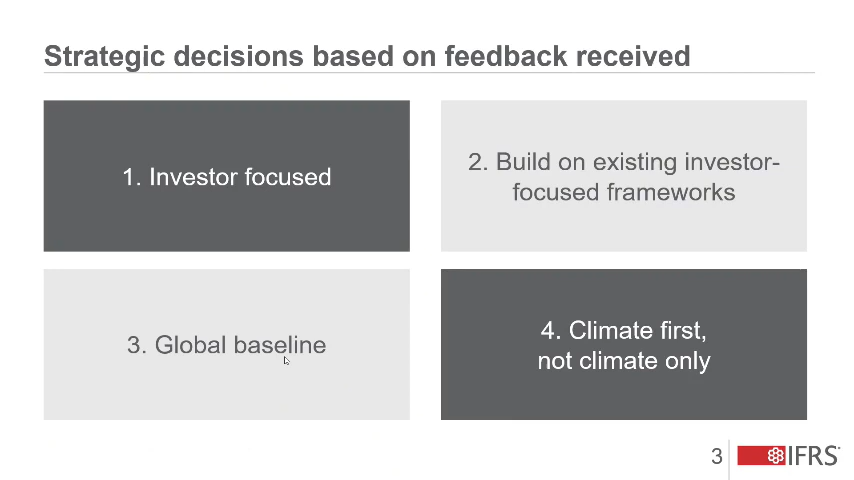 Strategic decisions based on feedback received
1. Investor focused
2. Build on existing investor-
focused frameworks
3. Global baseline
4. Climate first,
not climate only
3
IFRS